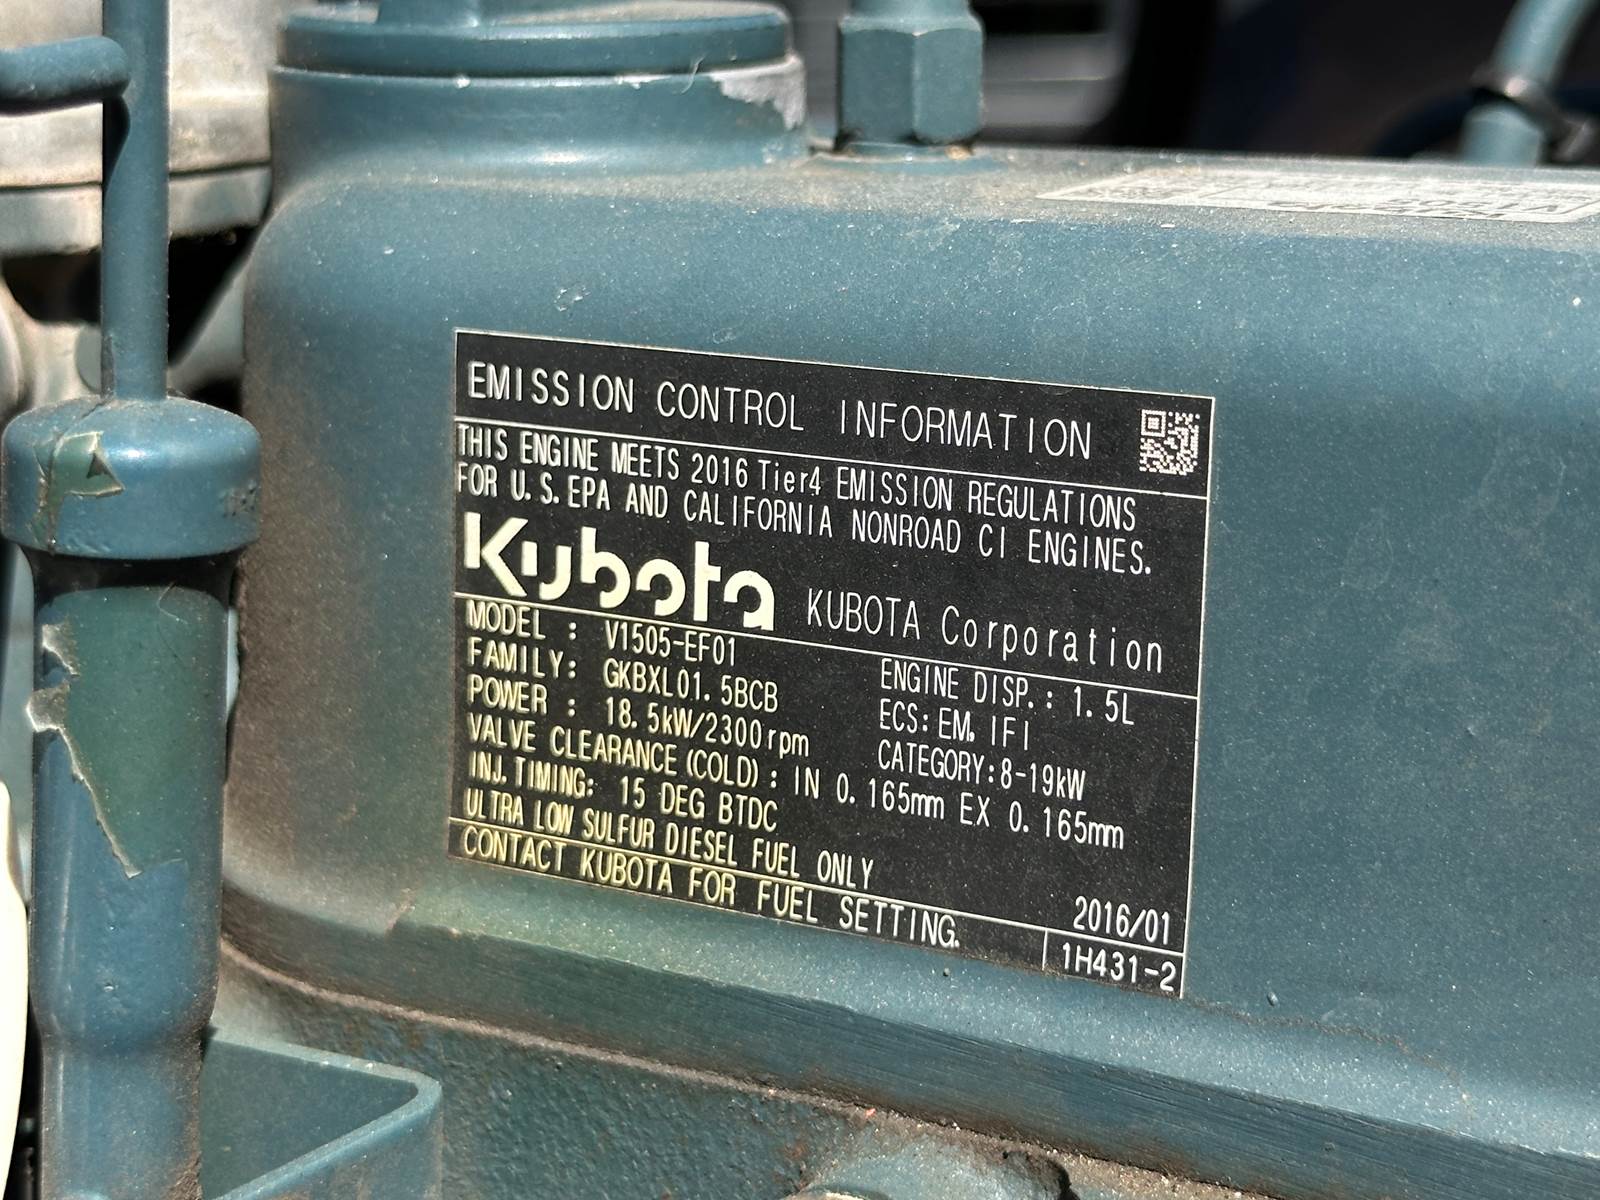 EMISSION CONTROL INFORMATION
THIS ENGINE MEETS 2016 Tier4 EMISSION REGULATIONS
FOR U.S.EPA AND CALIFORNIA NONROAD CI ENGINES.
Kubota KUBOTA Corporation
MODEL : V1505-EF01 ENGINE DISP.: 1.5L
FAMILY: GKBXL01.5BCB ECS: EM, IFI
POWER : 18.5kW/2300rpm CATEGORY:8-19kW
VALVE CLEARANCE(COLD): IN 0.165mm EX 0.165mm
INJ.TIMING: 15 DEG BTDC
ULTRA LOW SULFUR DIESEL FUEL ONLY 2016/01
CONTACT KUBOTA FOR FUEL SETTING. 1H431-2